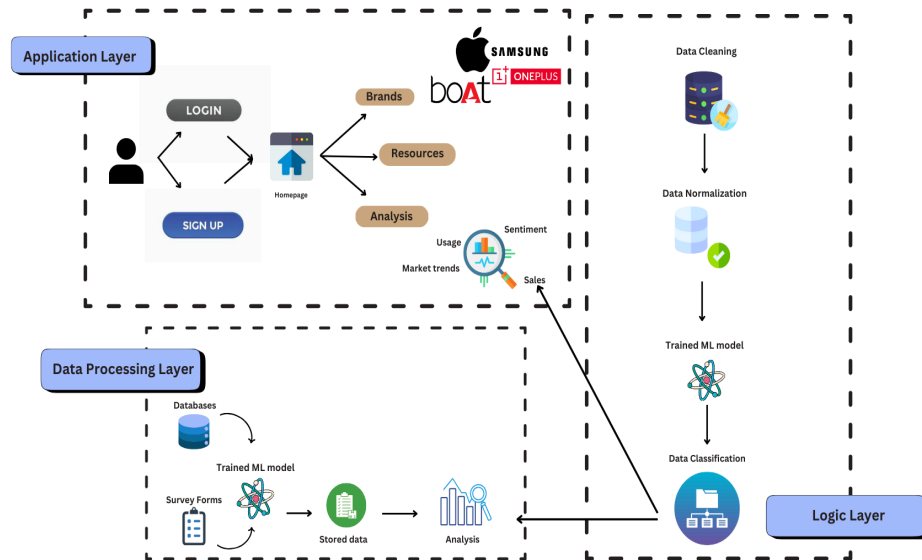 Application Layer
LOGIN
SIGN UP
Homepage
Brands
Resources
Analysis
SAMSUNG
boAt
1+ ONEPLUS
Sentiment
Usage
Market trends
Sales
Data Processing Layer
Databases
Trained ML model
Survey Forms
Stored data
Analysis
Data Cleaning
Data Normalization
Trained ML model
Data Classification
Logic Layer